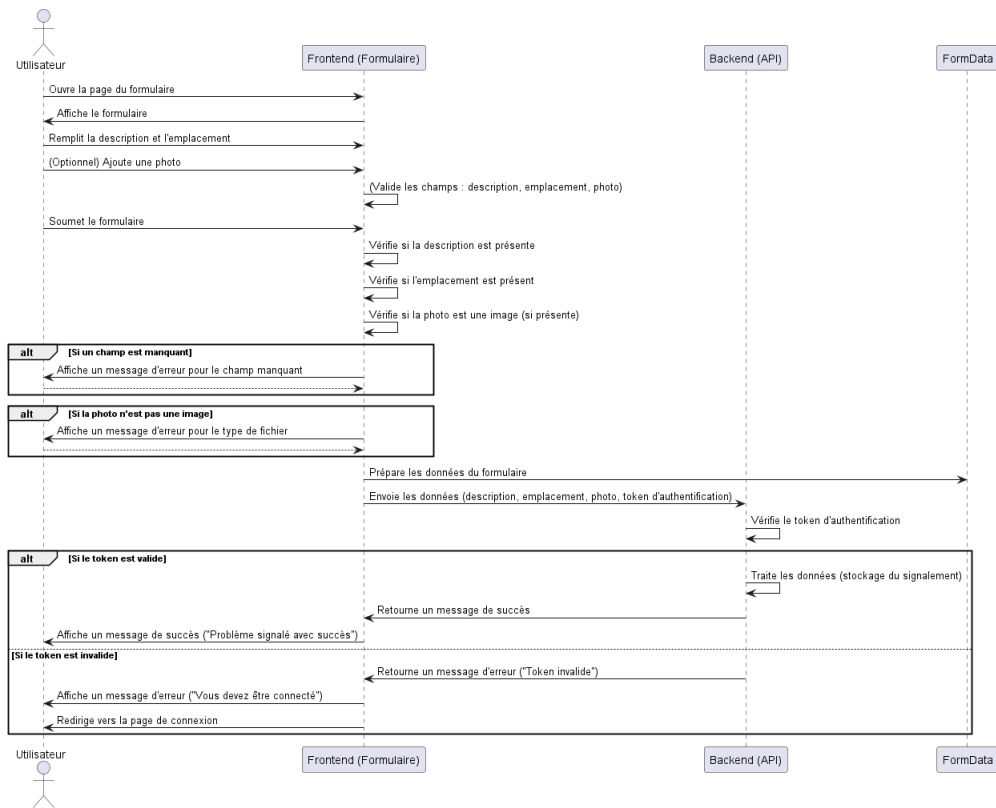 Utilisateur
Frontend (Formulaire)
Backend (API)
FormData
Ouvre la page du formulaire
Affiche le formulaire
Remplit la description et l'emplacement
(Optionnel) Ajoute une photo
(Valide les champs : description, emplacement, photo)
Soumet le formulaire
Vérifie si la description est présente
Vérifie si l'emplacement est présent
Vérifie si la photo est une image (si présente)
alt [Si un champ est manquant]
Affiche un message d'erreur pour le champ manquant
alt [Si la photo n'est pas une image]
Affiche un message d'erreur pour le type de fichier
Prépare les données du formulaire
Envoie les données (description, emplacement, photo, token d'authentification)
Vérifie le token d'authentification
alt [Si le token est valide]
Traite les données (stockage du signalement)
Retourne un message de succès
Affiche un message de succès ("Problème signalé avec succès")
[Si le token est invalide]
Retourne un message d'erreur ("Token invalide")
Affiche un message d'erreur ("Vous devez être connecté")
Redirige vers la page de connexion
Utilisateur
Frontend (Formulaire)
Backend (API)
FormData